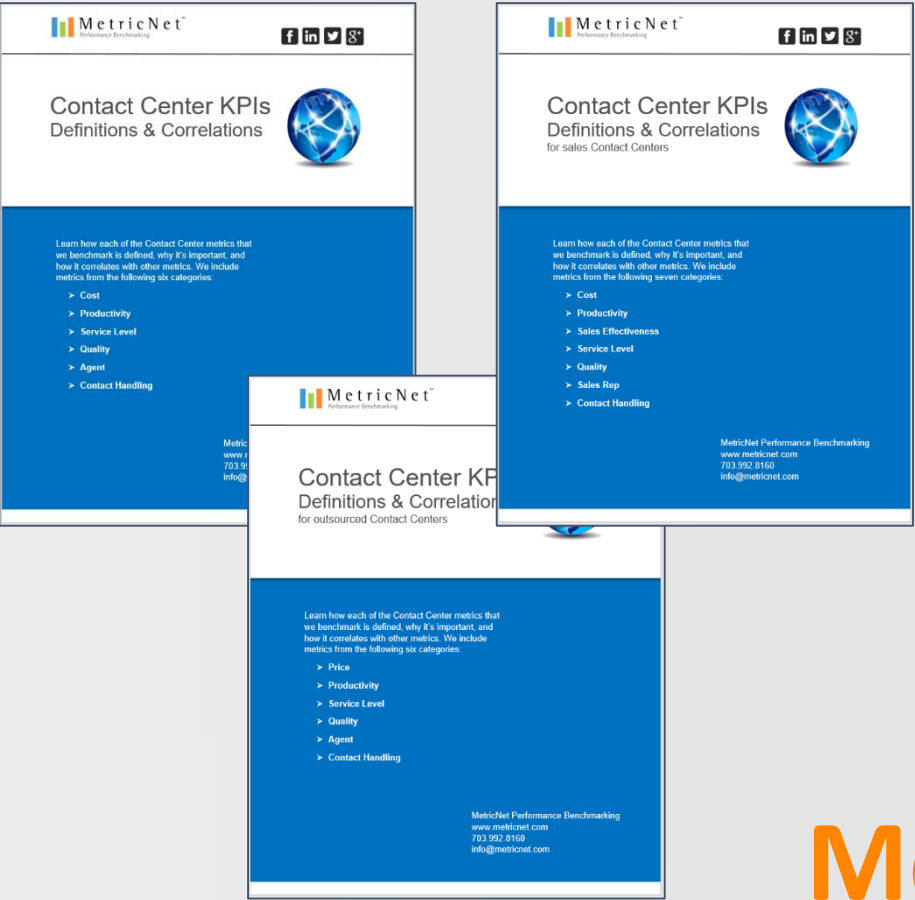 MetricNet
Performance Benchmarking
Contact Center KPIs
Definitions & Correlations
Learn how each of the Contact Center metrics that
we benchmark is defined, why it's important, and
how it correlates with other metrics. We include
metrics from the following six categories:
➤ Cost
➤ Productivity
➤ Service Level
➤ Quality
➤ Agent
➤ Contact Handling
Metric
www.
703.9
info@
MetricNet
Performance Benchmarking
Contact Center KPIs
Definitions & Correlations
for sales Contact Centers
Learn how each of the Contact Center metrics that
we benchmark is defined, why it's important, and
how it correlates with other metrics. We include
metrics from the following seven categories:
➤ Cost
➤ Productivity
➤ Sales Effectiveness
➤ Service Level
➤ Quality
➤ Sales Rep
➤ Contact Handling
MetricNet Performance Benchmarking
www.metricnet.com
703.992.8160
info@metricnet.com
MetricNet
Performance Benchmarking
Contact Center KP
Definitions & Correlation
for outsourced Contact Centers
Learn how each of the Contact Center metrics that
we benchmark is defined, why it's important, and
how it correlates with other metrics. We include
metrics from the following six categories:
➤ Price
➤ Productivity
➤ Service Level
➤ Quality
➤ Agent
➤ Contact Handling
MetricNet Performance Benchmarking
www.metricnet.com
703.992.8160
info@metricnet.com